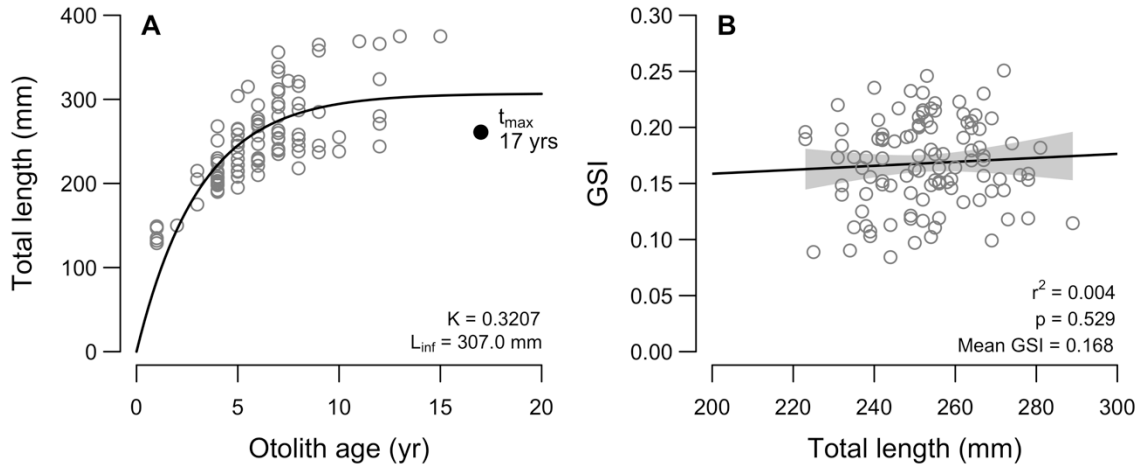 A
Total length (mm)
400
300
200
100
0
t_max
17 yrs
K = 0.3207
L_inf = 307.0 mm
0 5 10 15 20
Otolith age (yr)
B
GSI
0.30
0.25
0.20
0.15
0.10
0.05
0.00
r² = 0.004
p = 0.529
Mean GSI = 0.168
200 220 240 260 280 300
Total length (mm)